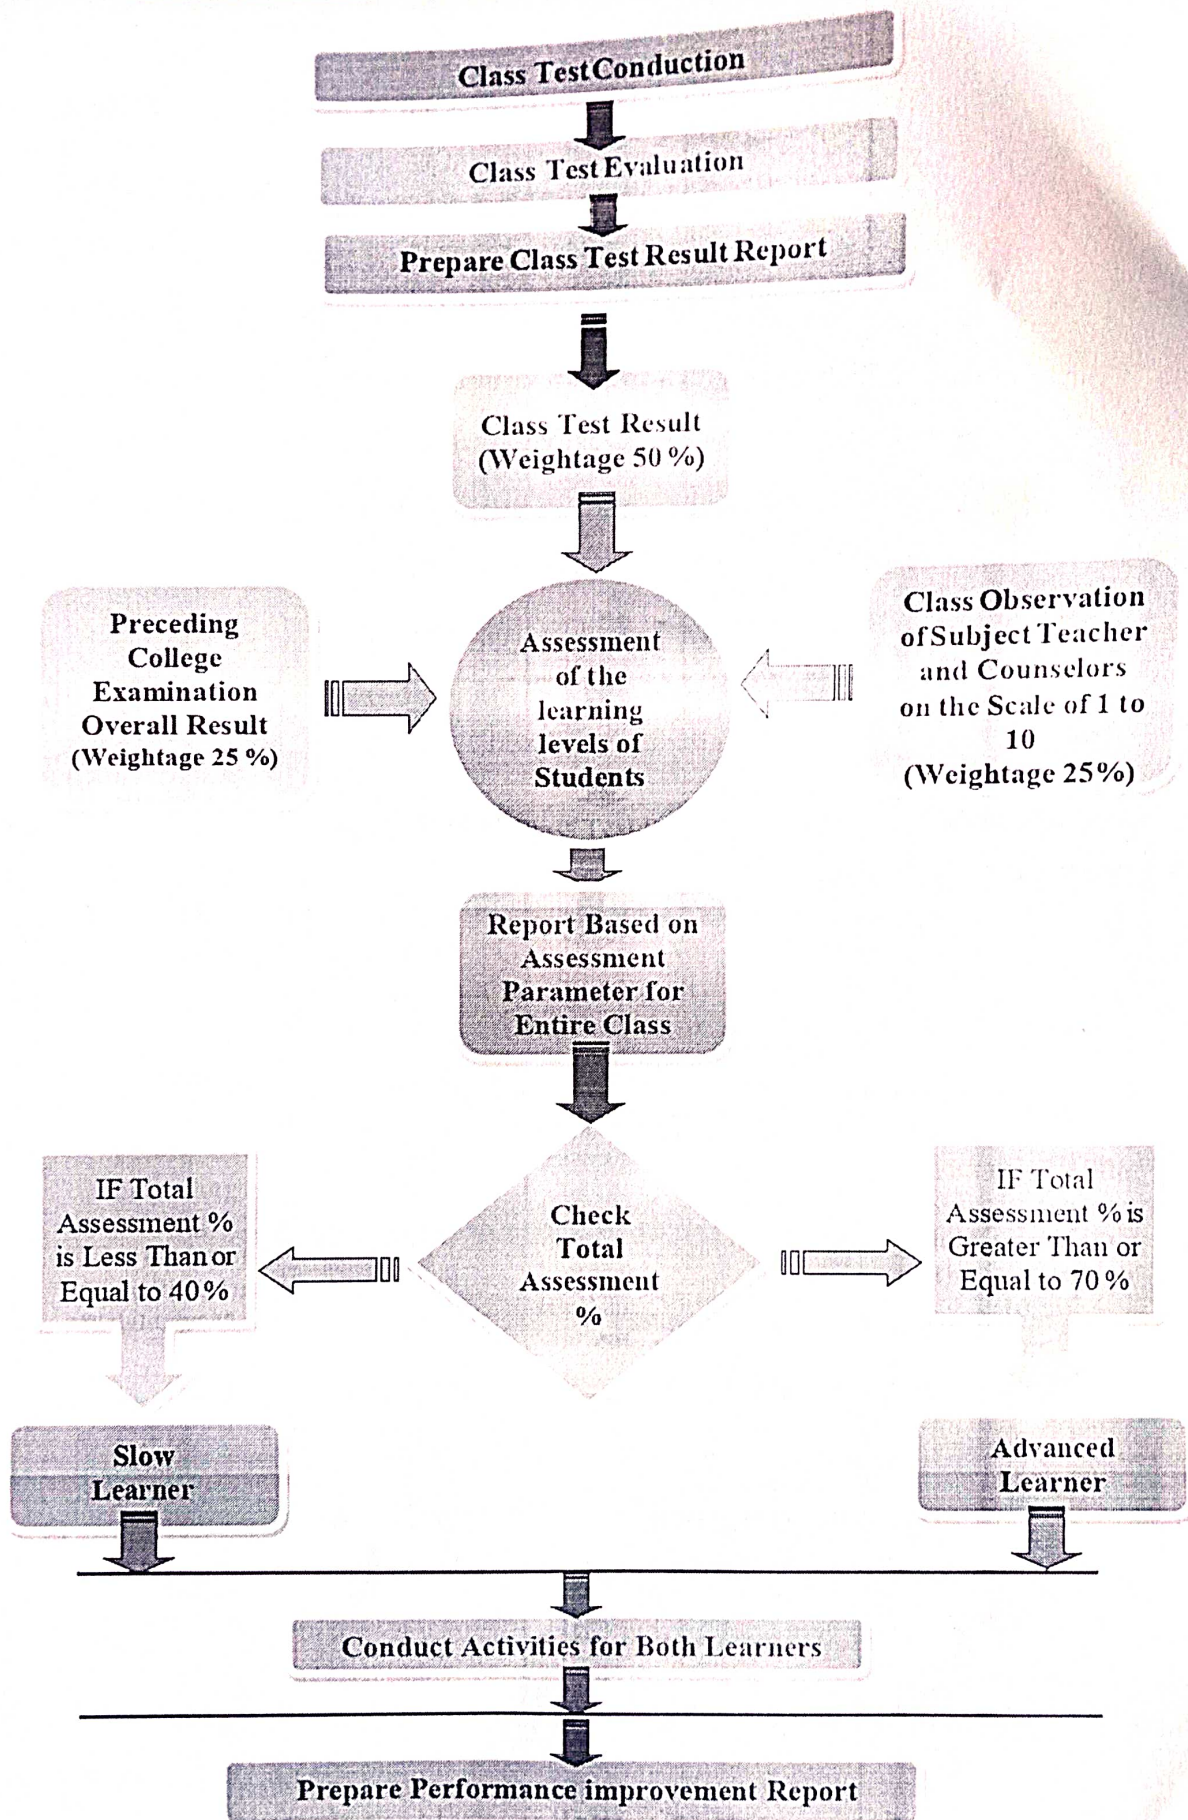 Class Test Conduction
Class Test Evaluation
Prepare Class Test Result Report
Class Test Result
(Weightage 50 %)
Preceding
College
Examination
Overall Result
(Weightage 25 %)
Assessment
of the
learning
levels of
Students
Class Observation
of Subject Teacher
and Counselors
on the Scale of 1 to
10
(Weightage 25%)
Report Based on
Assessment
Parameter for
Entire Class
IF Total
Assessment %
is Less Than or
Equal to 40%
Check
Total
Assessment
%
IF Total
Assessment % is
Greater Than or
Equal to 70%
Slow
Learner
Advanced
Learner
Conduct Activities for Both Learners
Prepare Performance improvement Report